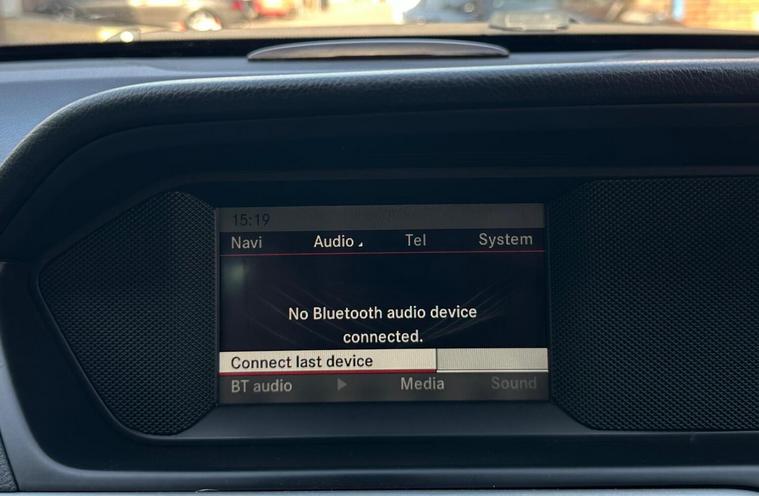 15:19
Navi Audio Tel System
No Bluetooth audio device
connected.
Connect last device
BT audio Media Sound